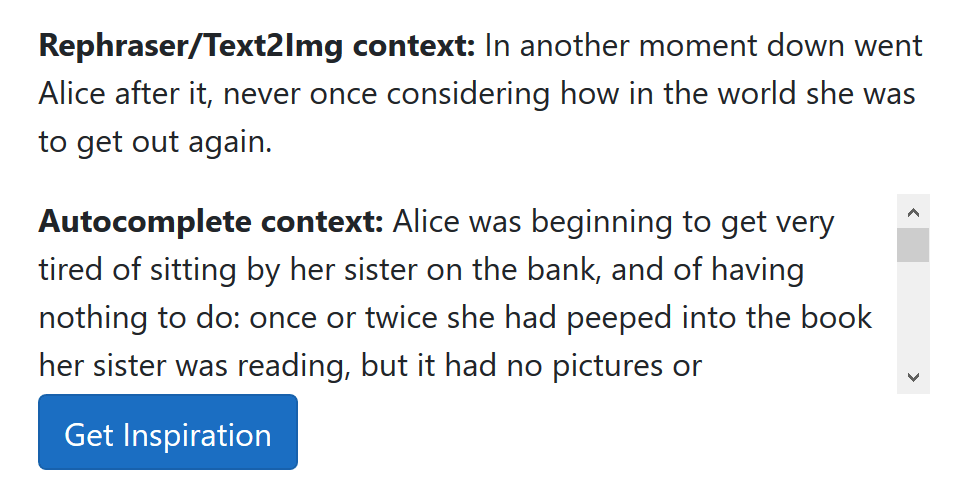 Rephraser/Text2Img context: In another moment down went
Alice after it, never once considering how in the world she was
to get out again.
Autocomplete context: Alice was beginning to get very
tired of sitting by her sister on the bank, and of having
nothing to do: once or twice she had peeped into the book
her sister was reading, but it had no pictures or
Get Inspiration